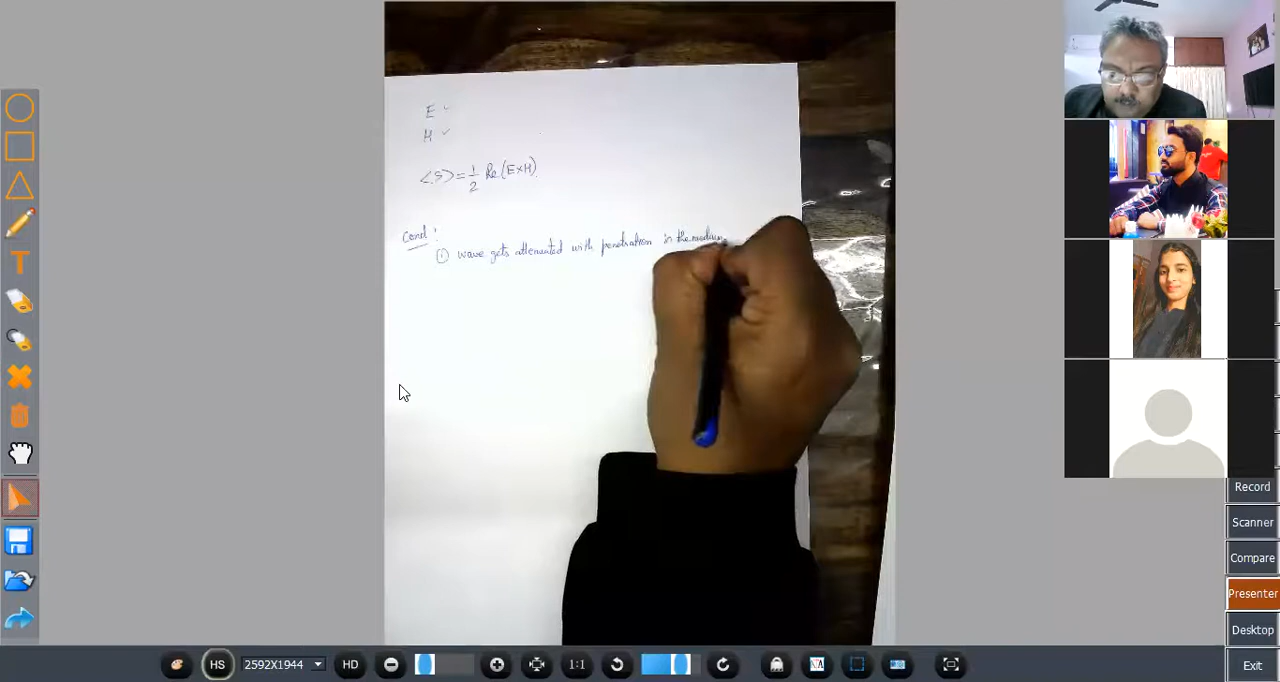 E ✓
H ✓
<S> = 1/2 Re(E×H)
Concl:
① wave gets attenuated with penetration in the medium
T
Record
Scanner
Compare
Presenter
Desktop
Exit
HS
2592X1944
HD
1:1